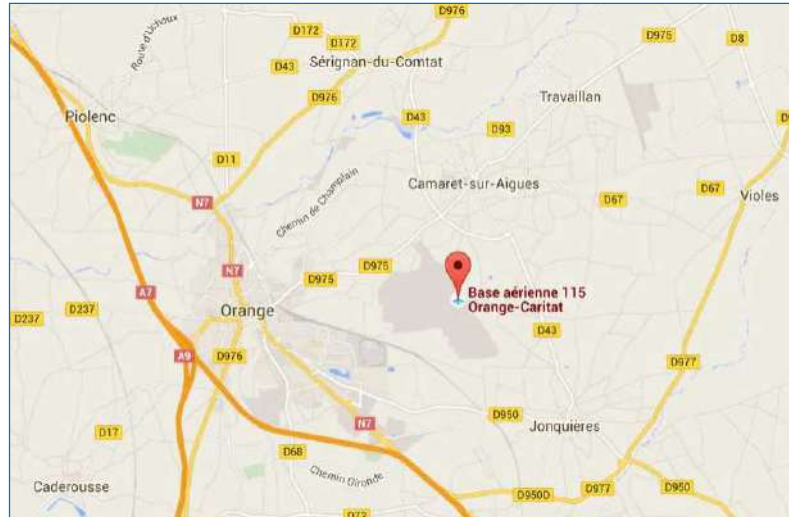 D976
D172
D172
D975
D8
Route d'Uchaux
D43
Sérignan-du-Comtat
D976
Travaillan
Piolenc
D43
D93
D11
Camaret-sur-Aigues
D67
D67
Violès
N7
Chemin de Champlain
N7
D975
D975
A7
Base aérienne 115
Orange-Caritat
D237
D237
Orange
D43
A9
D976
D977
D950
N7
Jonquières
D17
D68
Chemin Gironde
Caderousse
D950D
D977
D950
D72